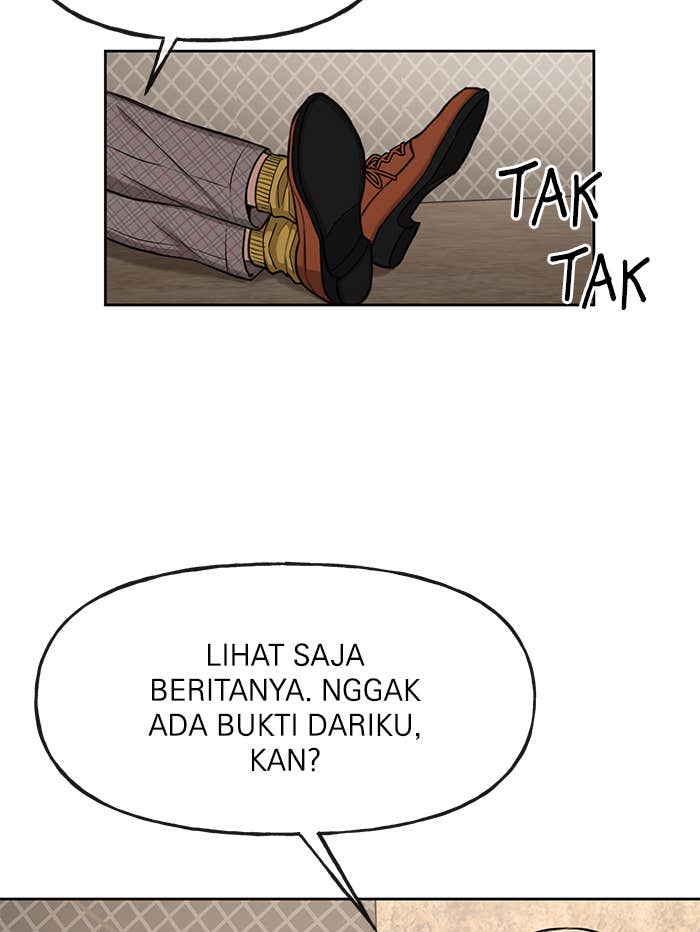 TAK
TAK
LIHAT SAJA
BERITANYA. NGGAK
ADA BUKTI DARIKU,
KAN?